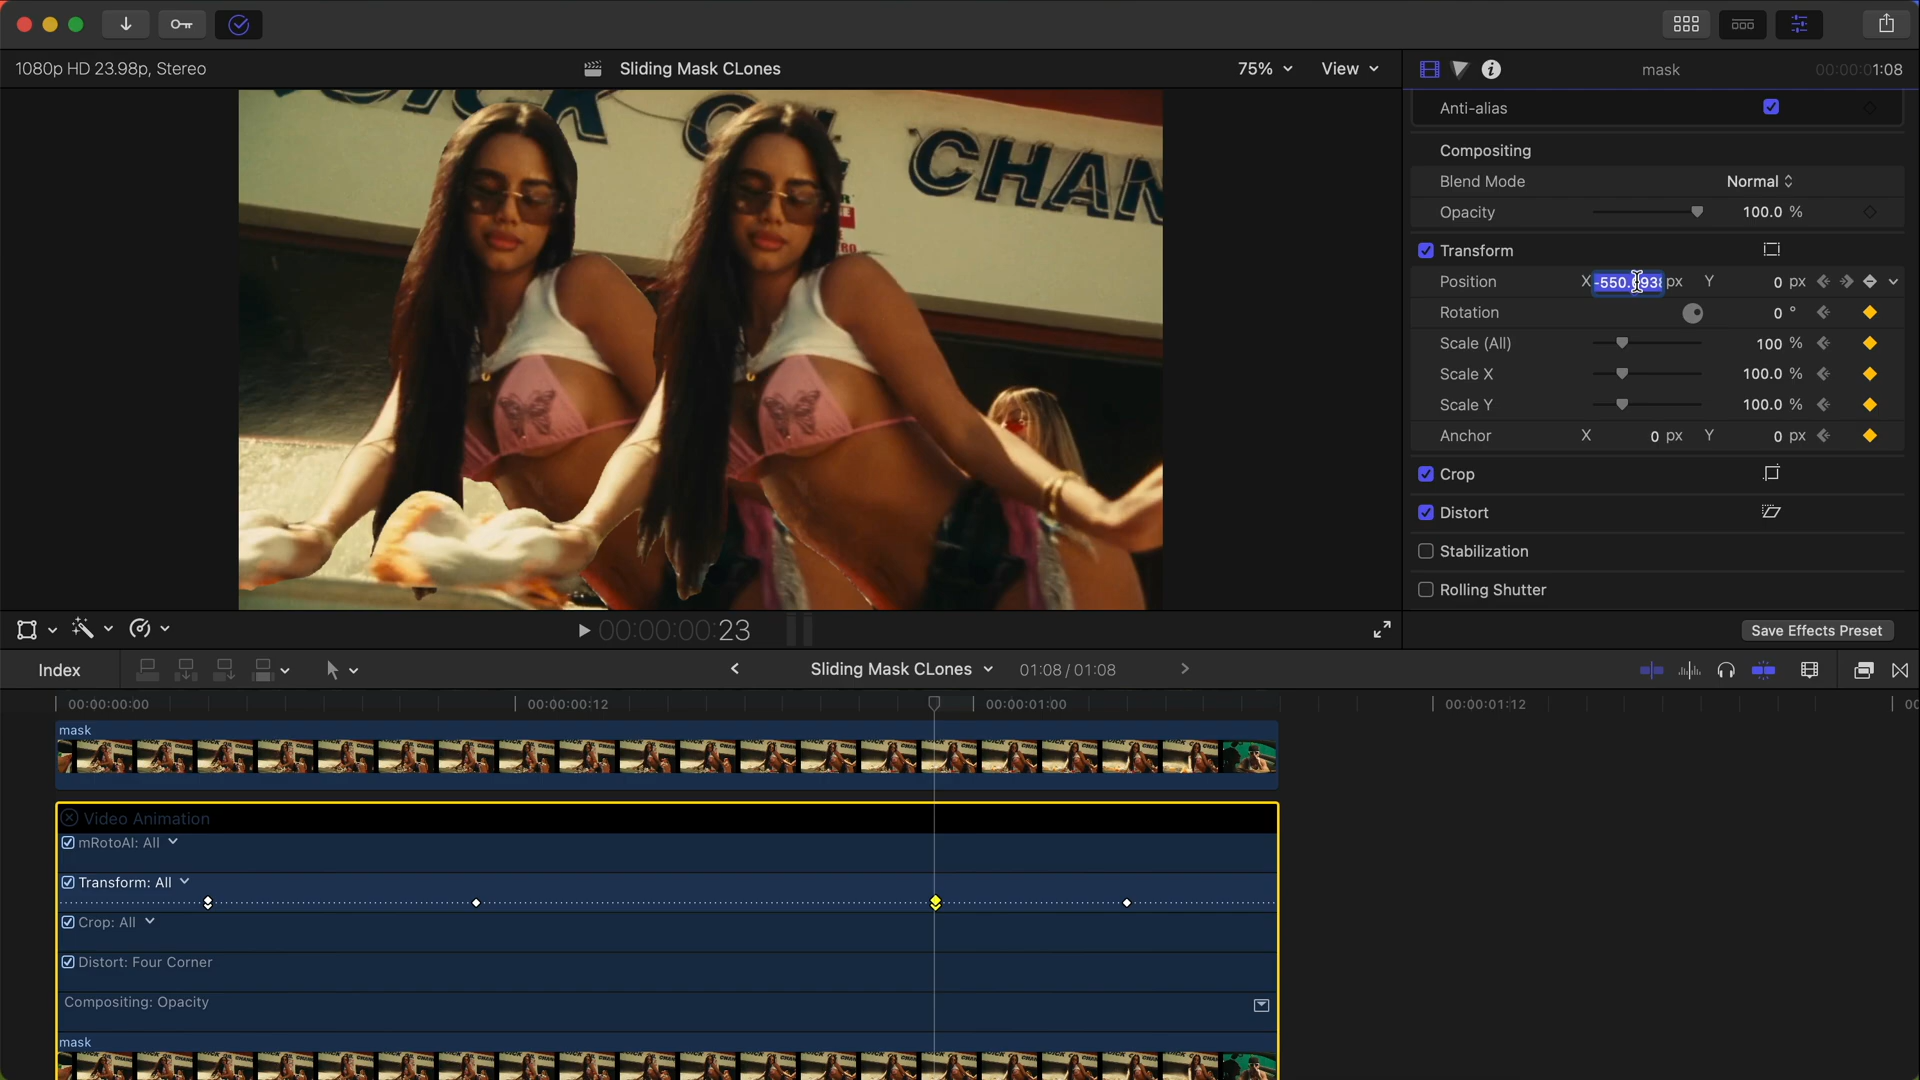 1080p HD 23.98p, Stereo
Sliding Mask CLones
75%
View
mask
00:00:01:08
CHAN
Anti-alias
Compositing
Blend Mode
Normal
Opacity
100.0 %
Transform
Position
X
px
Y
0 px
Rotation
0 °
Scale (All)
100 %
Scale X
100.0 %
Scale Y
100.0 %
Anchor
X
0 px
Y
0 px
Crop
Distort
Stabilization
Rolling Shutter
00:00:00:23
Save Effects Preset
Index
Sliding Mask CLones
01:08 / 01:08
00:00:00:00
00:00:00:12
00:00:01:00
00:00:01:12
mask
Video Animation
mRotoAI: All
Transform: All
Crop: All
Distort: Four Corner
Compositing: Opacity
mask